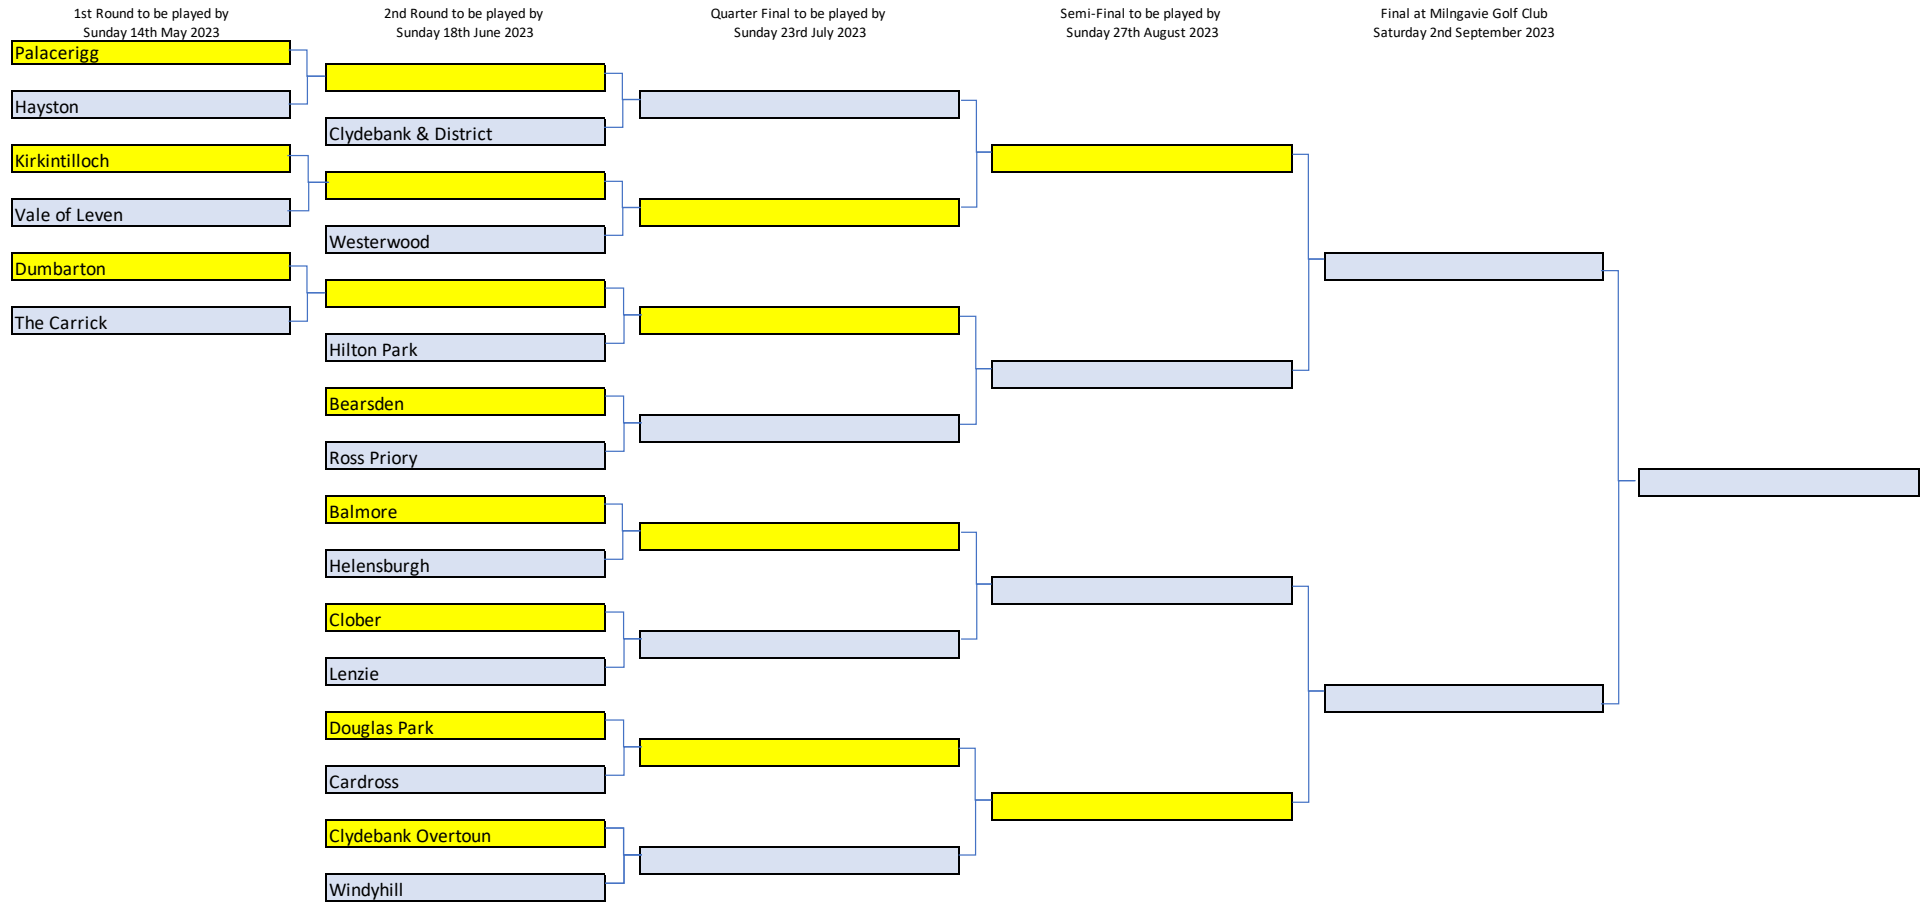 1st Round to be played by
Sunday 14th May 2023
2nd Round to be played by
Sunday 18th June 2023
Quarter Final to be played by
Sunday 23rd July 2023
Semi-Final to be played by
Sunday 27th August 2023
Final at Milngavie Golf Club
Saturday 2nd September 2023
Palacerigg
Hayston
Kirkintilloch
Vale of Leven
Dumbarton
The Carrick
Clydebank & District
Westerwood
Hilton Park
Bearsden
Ross Priory
Balmore
Helensburgh
Clober
Lenzie
Douglas Park
Cardross
Clydebank Overtoun
Windyhill